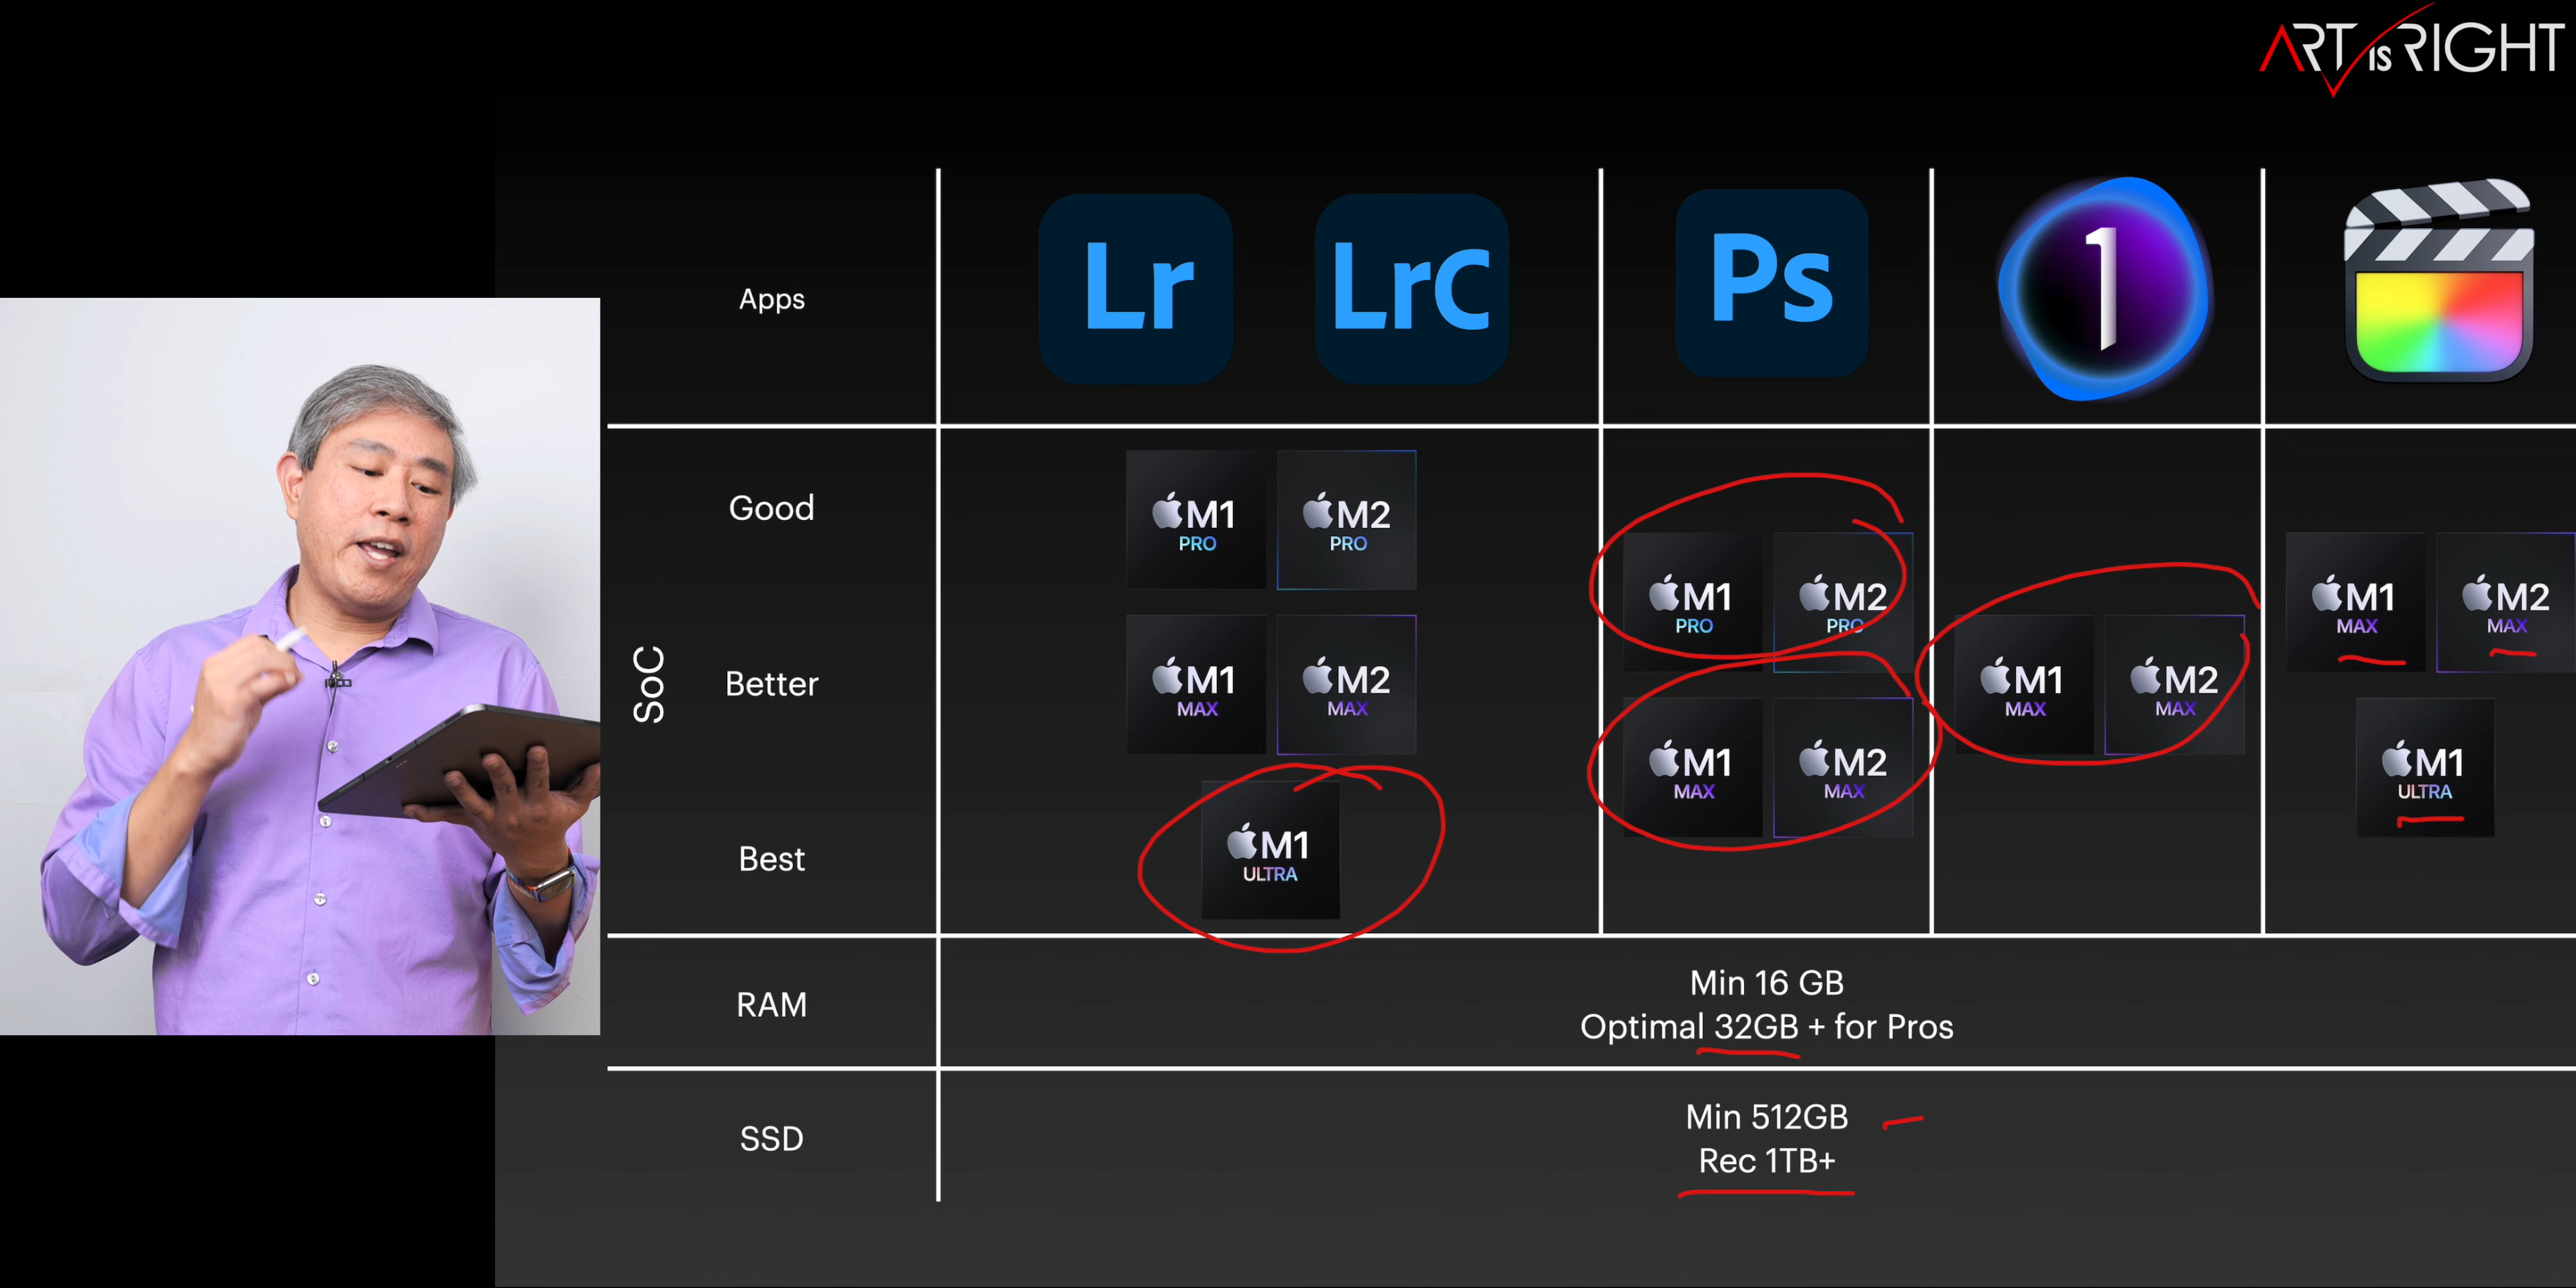 ART IS RIGHT
Apps
Lr
LrC
Ps
1
Good
M1
PRO
M2
PRO
M1
PRO
M2
PRO
M1
MAX
M2
MAX
SoC
Better
M1
MAX
M2
MAX
M1
MAX
M2
MAX
M1
MAX
M2
MAX
M1
ULTRA
Best
M1
ULTRA
RAM
Min 16 GB
Optimal 32GB + for Pros
SSD
Min 512GB
Rec 1TB+